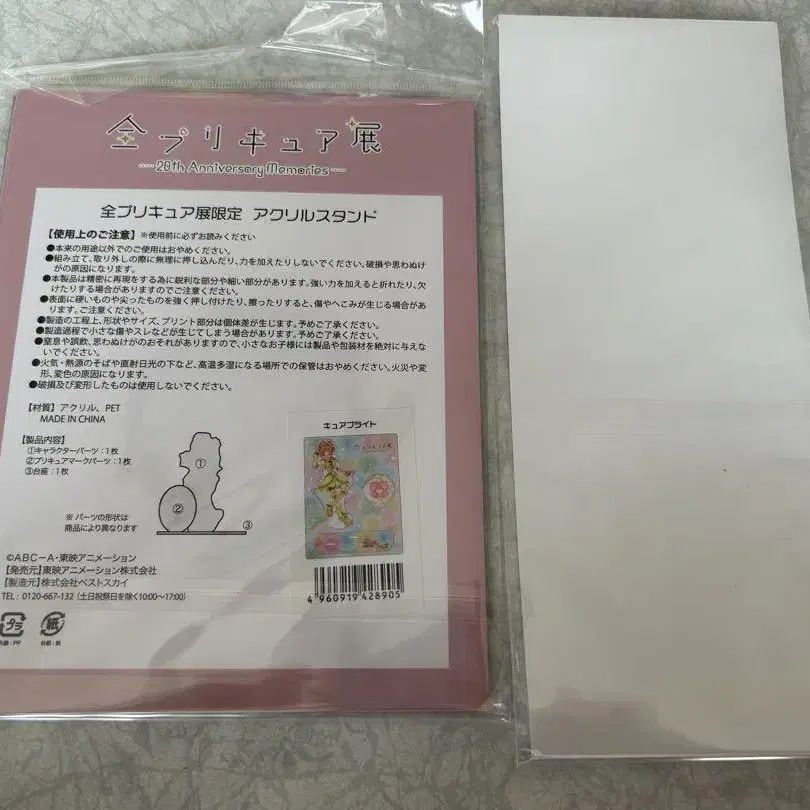 全プリキュア展
20th Anniversary Memories
全プリキュア展限定 アクリルスタンド
【使用上のご注意】※使用前に必ずお読みください
●本来の用途以外でのご使用はおやめください。
●組み立て、取り外しの際に無理に押し込んだり、力を加えたりしないでください。破損や思わぬけ
がの原因になります。
●本製品は精密に再現をする為に鋭利な部分や細い部分があります。強い力を加えると折れたり、欠
けたりする場合がありますのでご注意ください。
●表面に硬いものや尖ったものを強く押し付けたり、擦ったりすると、傷やへこみが生じる場合があ
ります。ご注意ください。
●製造の工程上、形状やサイズ、プリント部分は個体差が生じます。予めご了承ください。
●製造過程で小さな傷やスレなどが生じてしまう場合があります。予めご了承ください。
●窒息や誤飲、思わぬけがのおそれがありますので、小さなお子様には製品や包装材を絶対に与えな
いでください。
●火気・熱源のそばや直射日光の下など、高温多湿になる場所での保管はおやめください。火災や変
形、変色の原因になります。
●破損及び変形したものは使用しないでください。
【材質】アクリル、PET
MADE IN CHINA
【製品内容】
①キャラクターパーツ：1枚
②プリキュアマークパーツ：1枚
③台座：1枚
①
②
③
※ パーツの形状は
商品により異なります
キュアブライト
4 960919 428905
©ABC－A・東映アニメーション
【発売元】東映アニメーション株式会社
【製造元】株式会社ベストスカイ
TEL：0120-667-132（土日祝祭日を除く10:00～17:00）
プラ
紙
外袋：PP
台紙：紙